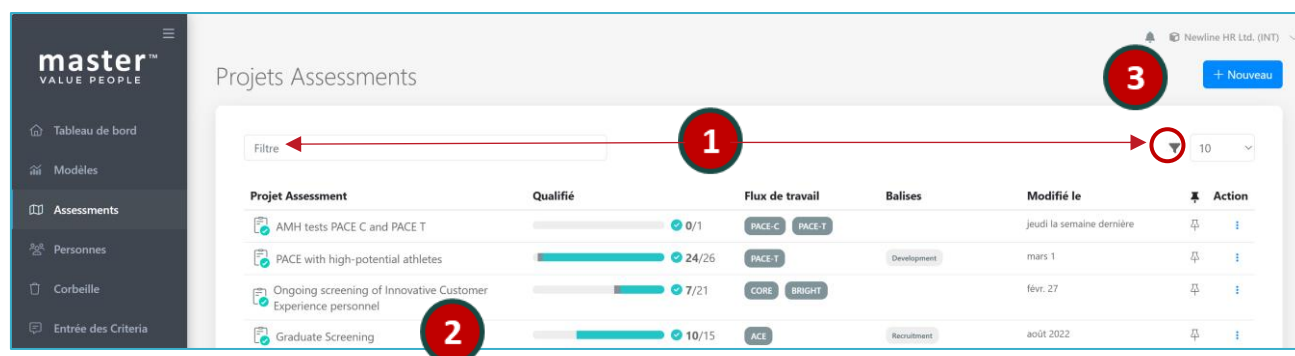 master™
VALUE PEOPLE
Newline HR Ltd. (INT)
Projets Assessments
3
+ Nouveau
Tableau de bord
Modèles
Assessments
Personnes
Corbeille
Entrée des Criteria
Filtre
1
10
Projet Assessment Qualifié Flux de travail Balises Modifié le Action
AMH tests PACE C and PACE T 0/1 PACE-C PACE-T jeudi la semaine dernière
PACE with high-potential athletes 24/26 PACE-T Development mars 1
Ongoing screening of Innovative Customer
Experience personnel 7/21 CORE BRIGHT févr. 27
2
Graduate Screening 10/15 ACE Recruitment août 2022